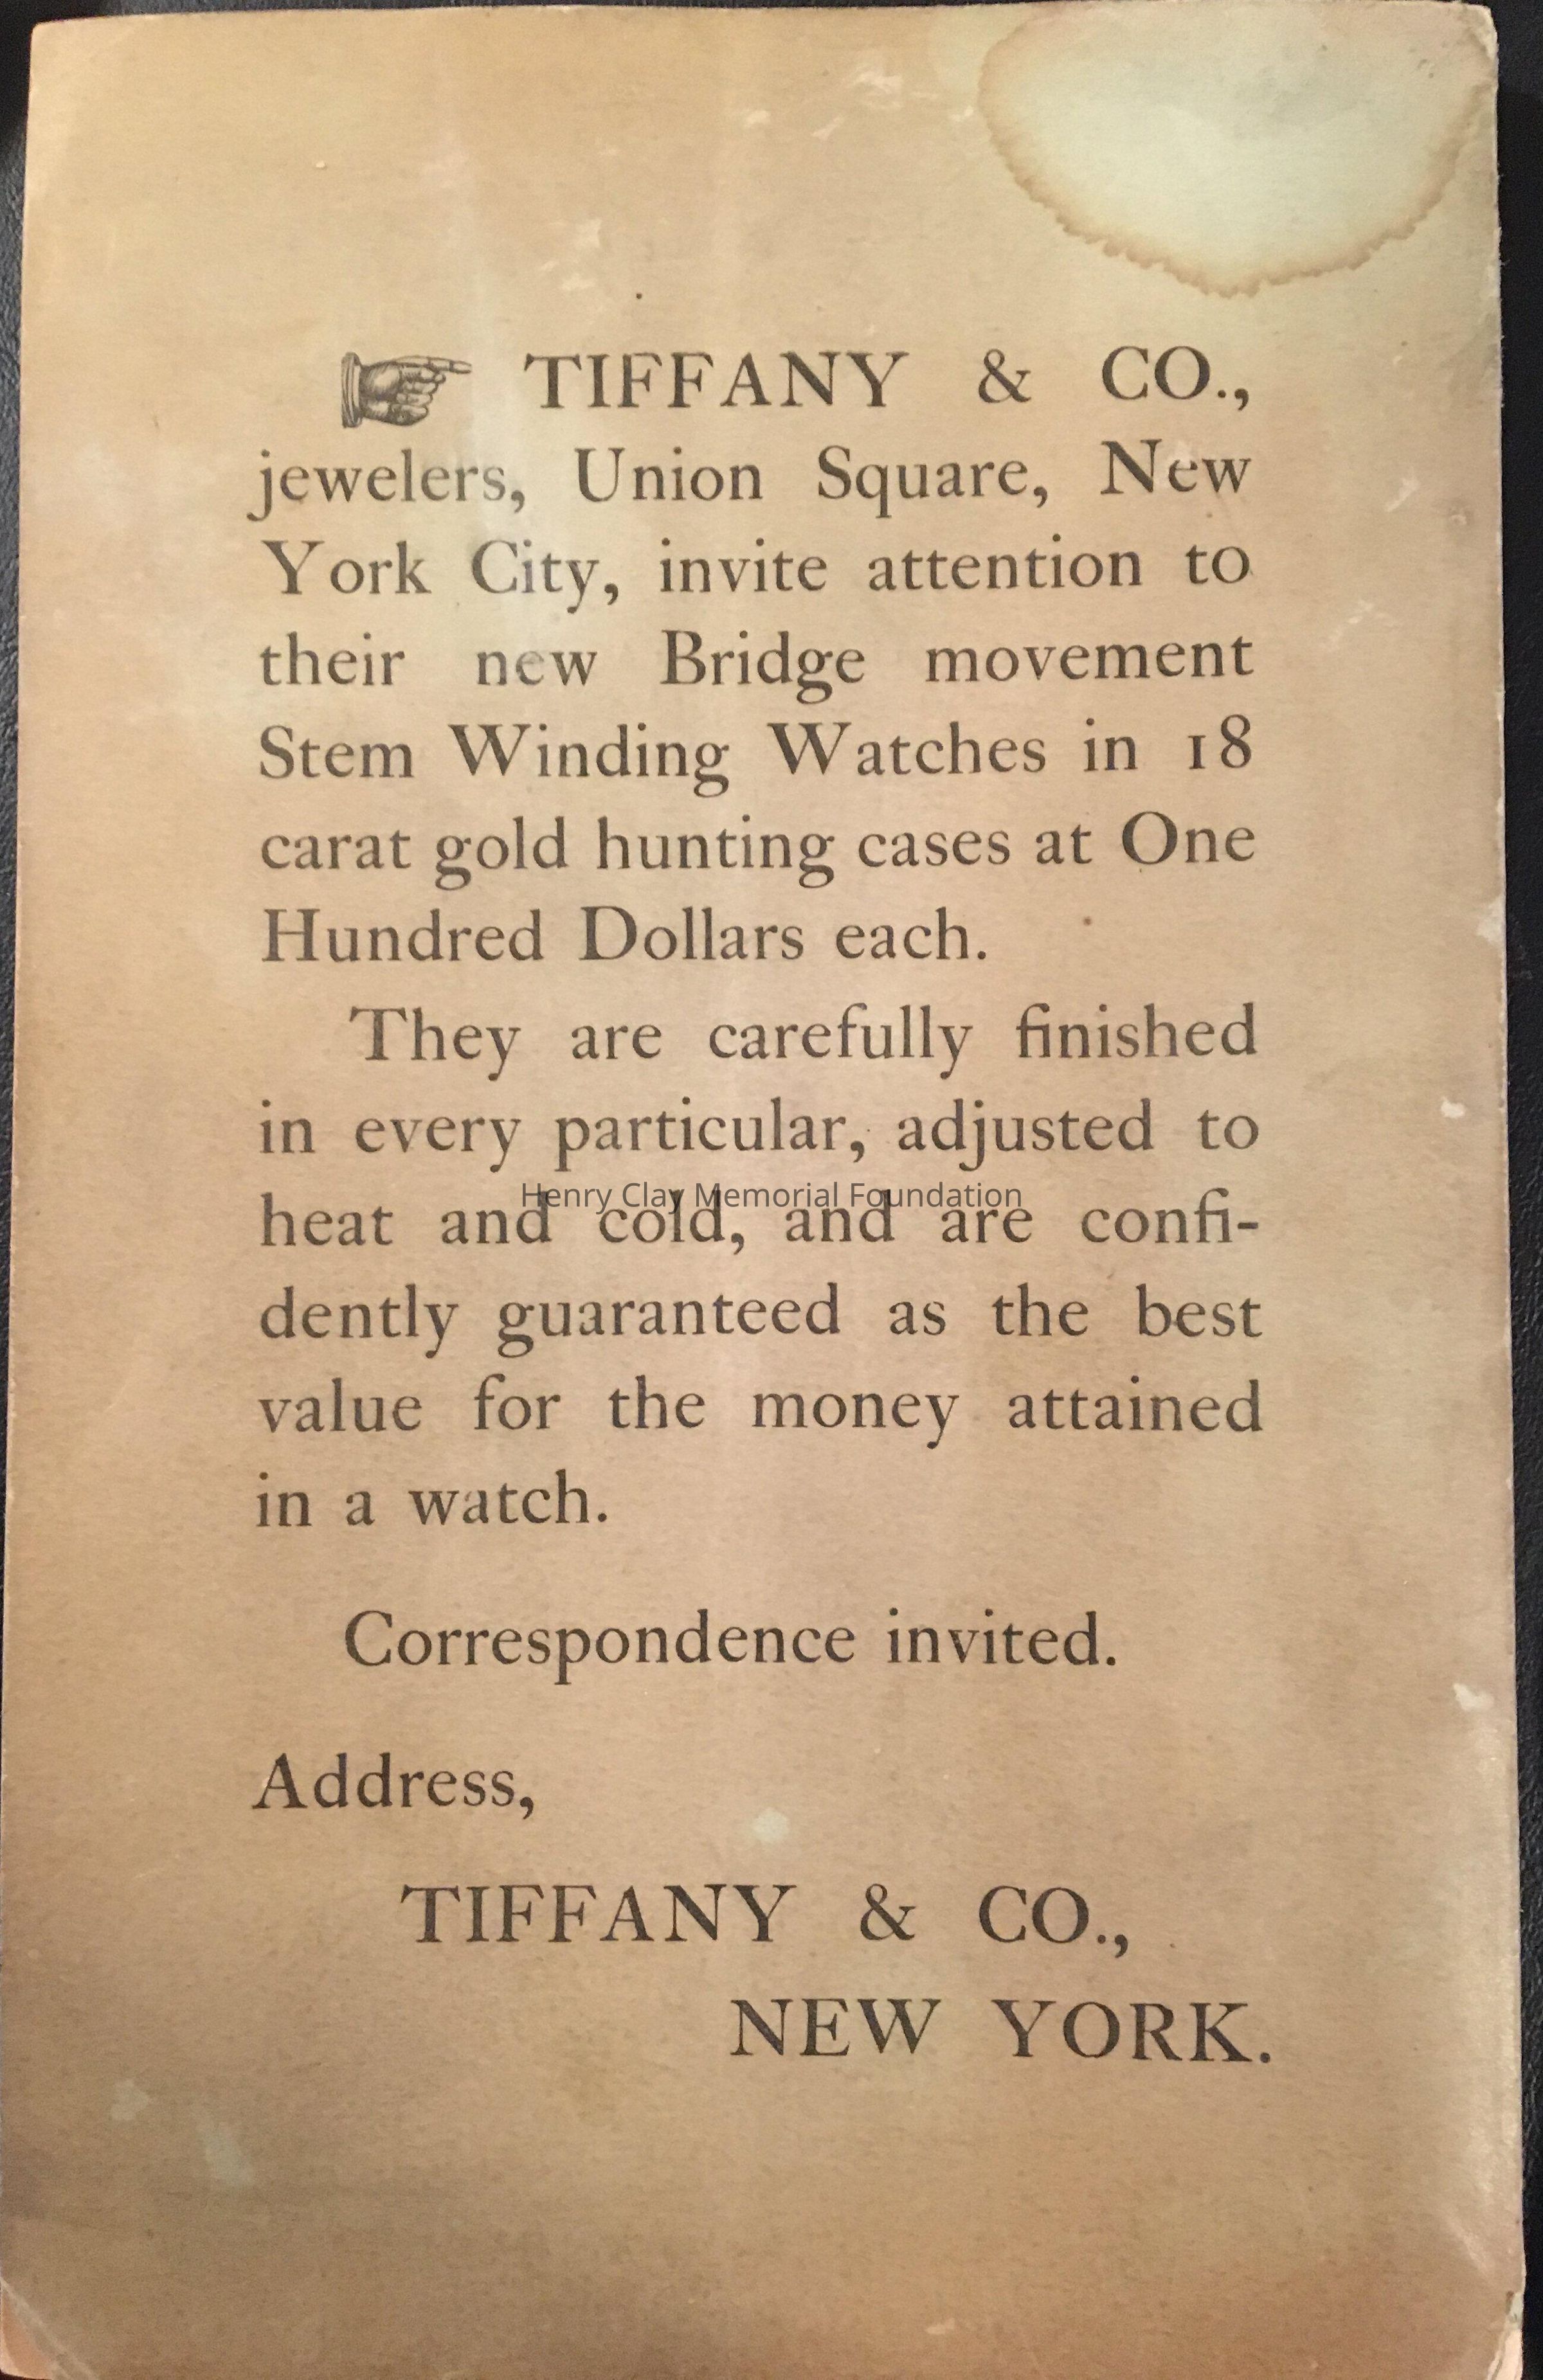 ☞ TIFFANY & CO.,
jewelers, Union Square, New
York City, invite attention to
their new Bridge movement
Stem Winding Watches in 18
carat gold hunting cases at One
Hundred Dollars each.
They are carefully finished
in every particular, adjusted to
Henry Clay Memorial Foundation
heat and cold, and are confi-
dently guaranteed as the best
value for the money attained
in a watch.
Correspondence invited.
Address,
TIFFANY & CO.,
NEW YORK.